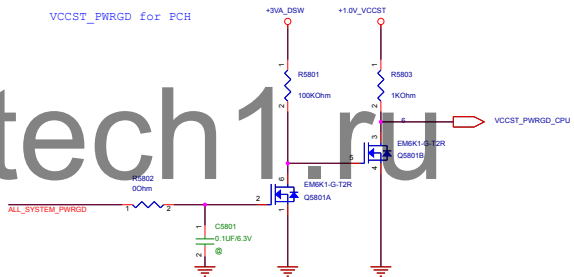 VCCST_PWRGD for PCH
+3VA_DSW
+1.0V_VCCST
1
R5801
100KOhm
2
1
R5803
1KOhm
2
6
VCCST_PWRGD_CPU
tech1.ru
3
5
EM6K1-G-T2R
Q5801B
4
R5802
0Ohm
6
EM6K1-G-T2R
Q5801A
2
1
ALL_SYSTEM_PWRGD
1
2
1
C5801
0.1UF/6.3V
2
@